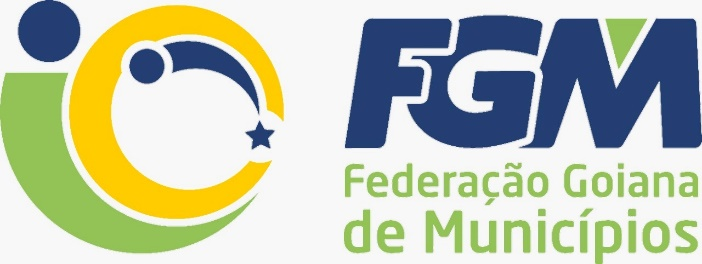 FGM
Federação Goiana
de Municípios